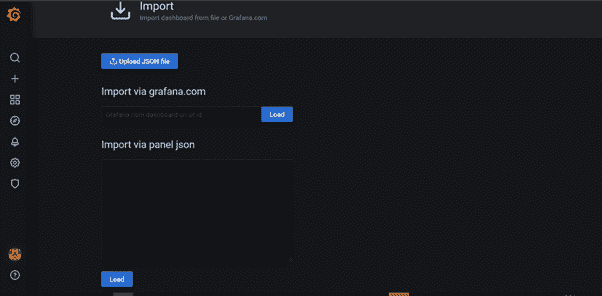 Import
Import dashboard from file or Grafana.com
Upload JSON file
Import via grafana.com
Grafana.com dashboard url or id
Load
Import via panel json
Load